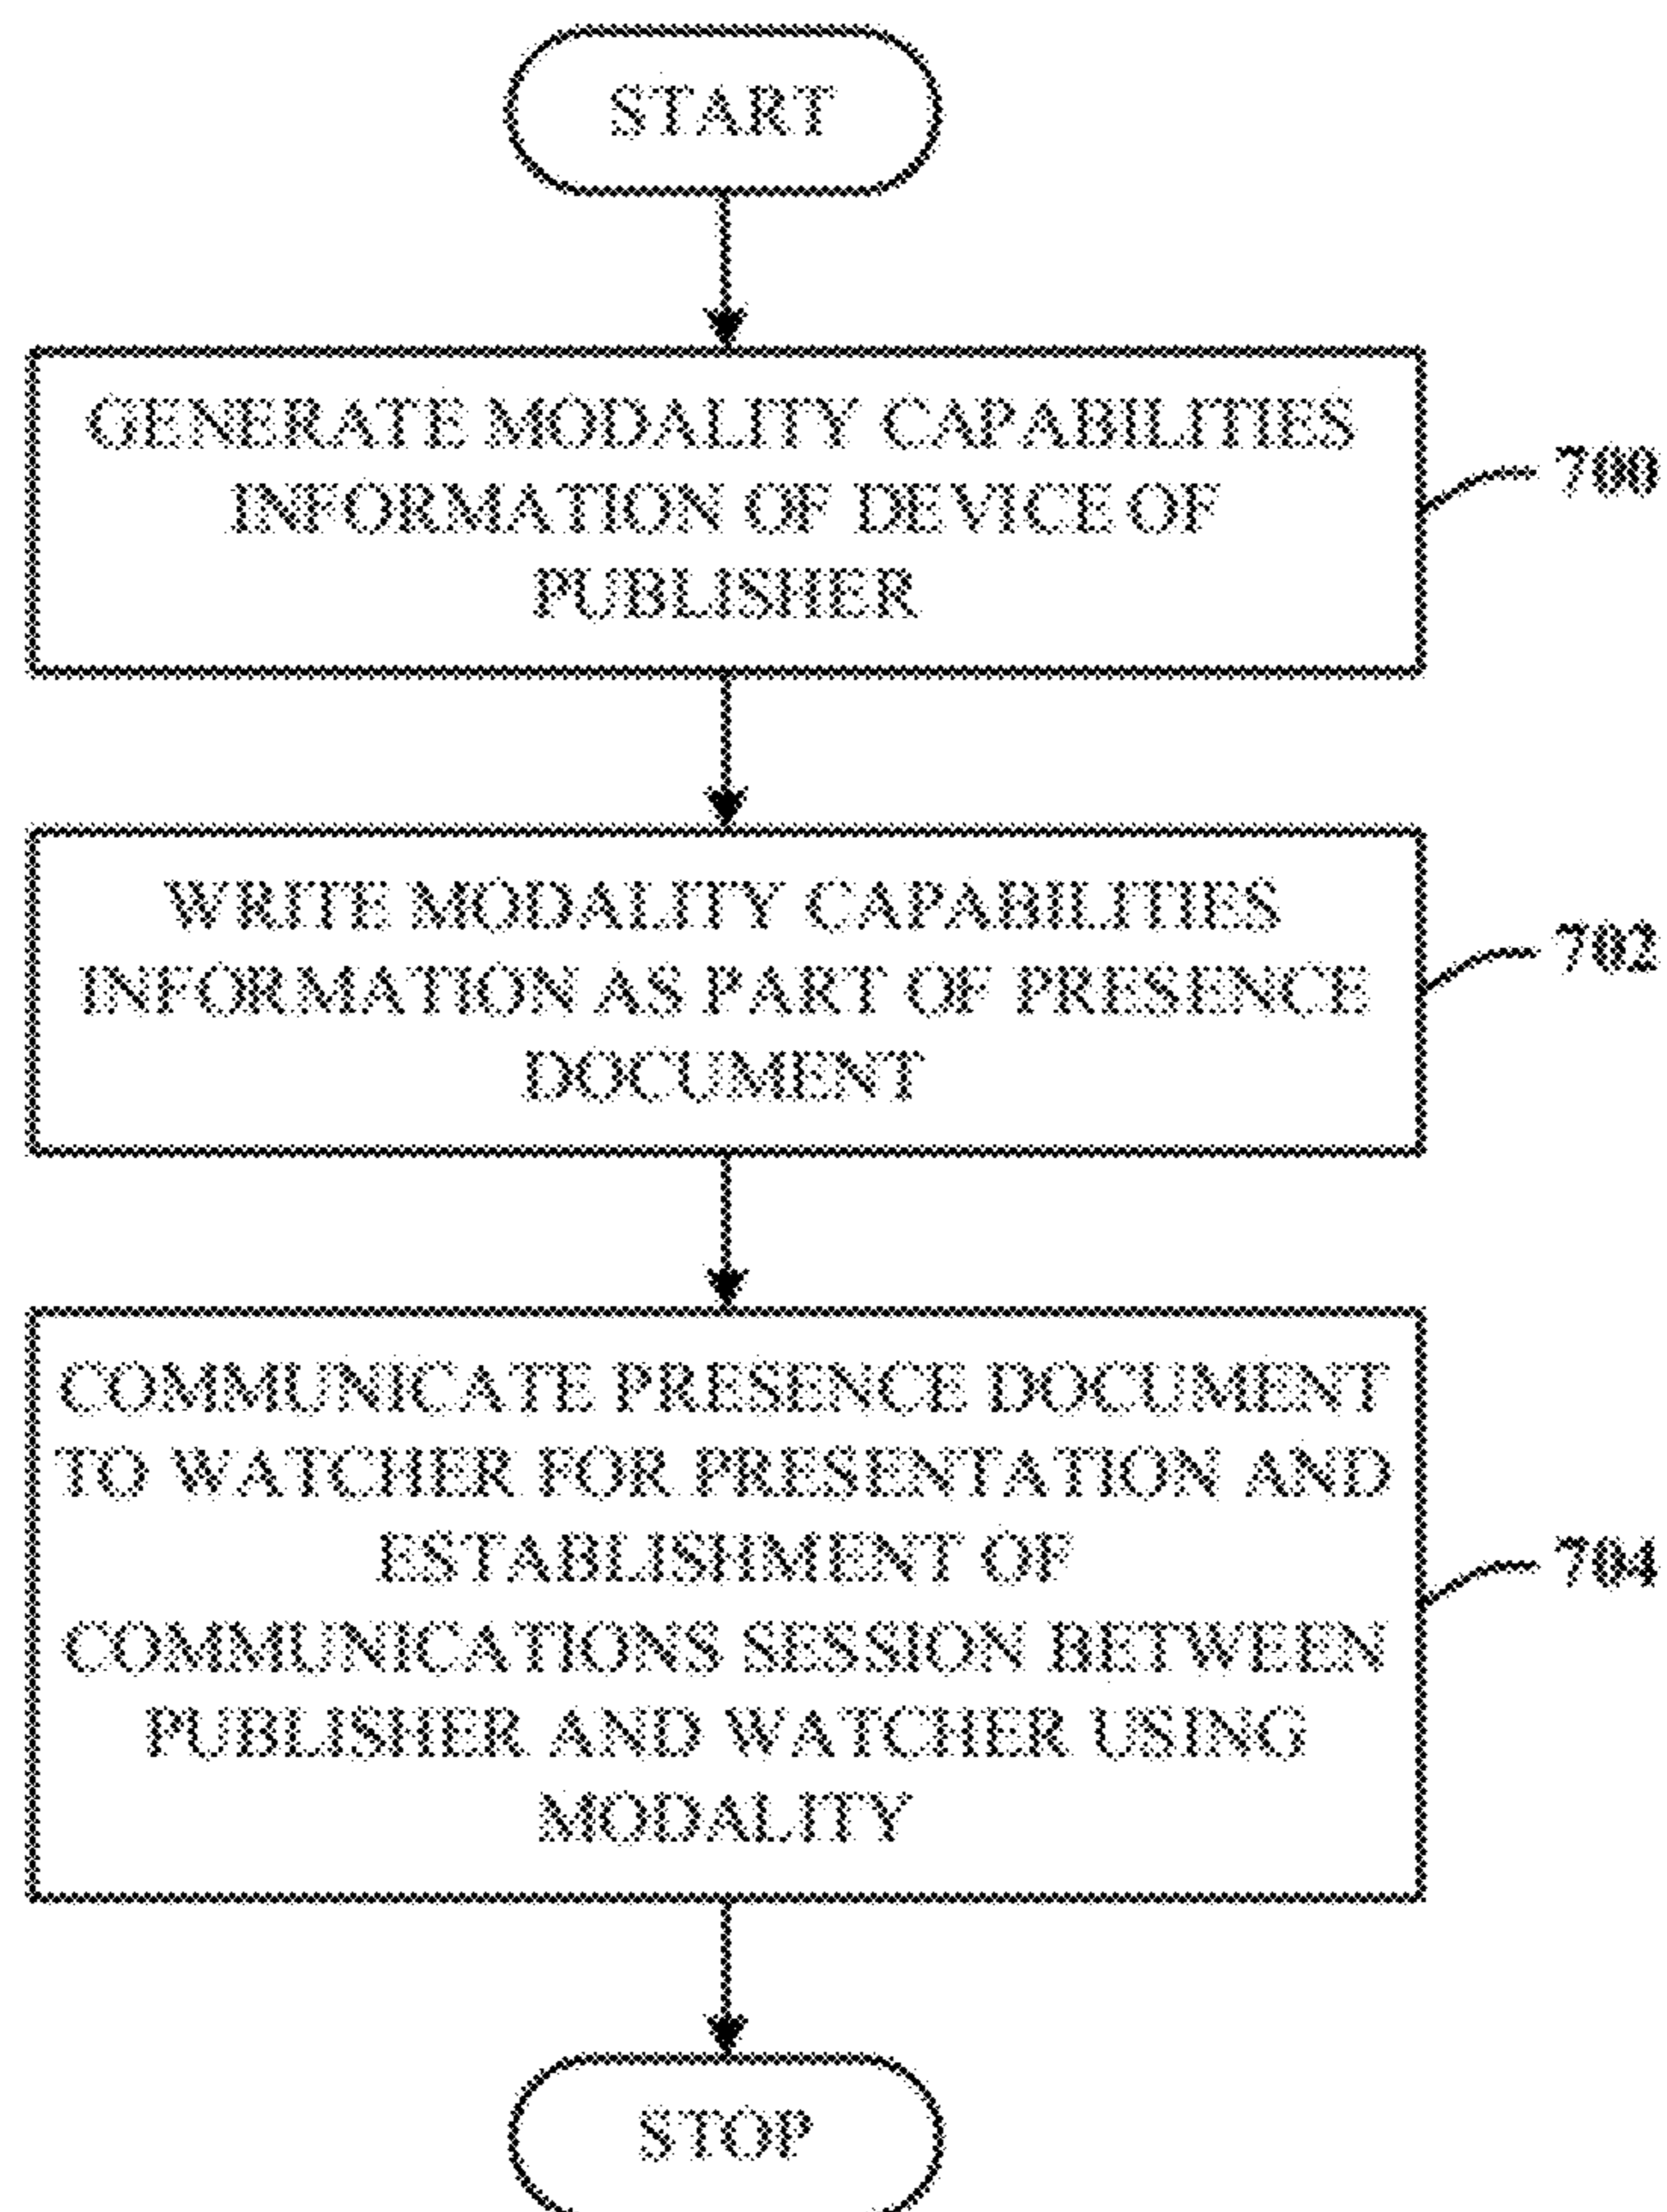 START
GENERATE MODALITY CAPABILITIES
INFORMATION OF DEVICE OF
PUBLISHER
700
WRITE MODALITY CAPABILITIES
INFORMATION AS PART OF PRESENCE
DOCUMENT
702
COMMUNICATE PRESENCE DOCUMENT
TO WATCHER FOR PRESENTATION AND
ESTABLISHMENT OF
COMMUNICATIONS SESSION BETWEEN
PUBLISHER AND WATCHER USING
MODALITY
704
STOP